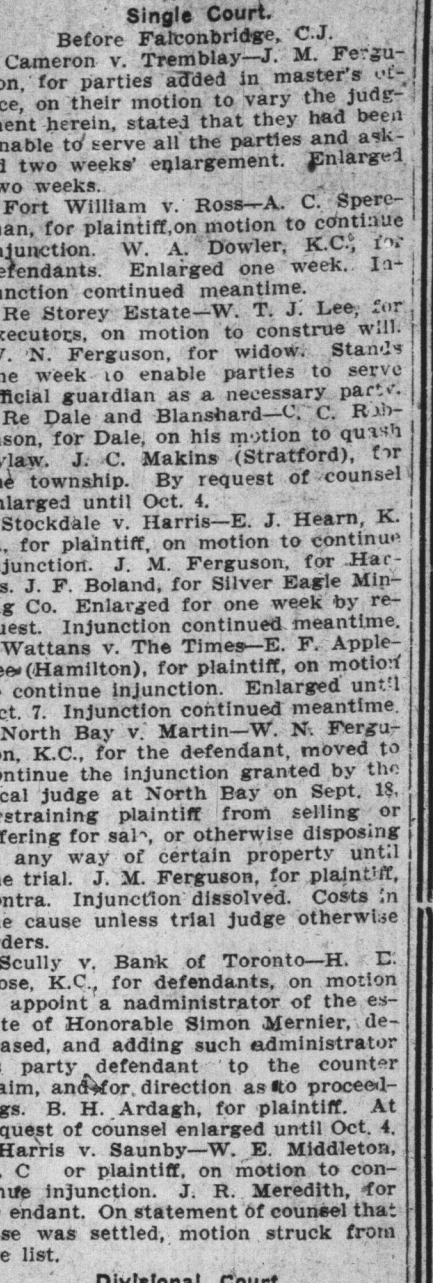 Single Court.
Before Falconbridge, C.J.
Cameron v. Tremblay—J. M. Fergu-
on, for parties added in master's of-
ce, on their motion to vary the judg-
ment herein, stated that they had been
nable to serve all the parties and ask-
d two weeks' enlargement. Enlarged
wo weeks.
Fort William v. Ross—A. C. Spere-
man, for plaintiff,on motion to continue
njunction. W. A. Dowler, K.C., for
efendants. Enlarged one week. In-
unction continued meantime.
Re Storey Estate—W. T. J. Lee, for
xecutors, on motion to construe will.
W. N. Ferguson, for widow. Stands
ne week to enable parties to serve
fficial guardian as a necessary party.
Re Dale and Blanshard—C. C. Rob-
nson, for Dale, on his motion to quash
ylaw. J. C. Makins (Stratford), for
he township. By request of counsel
nlarged until Oct. 4.
Stockdale v. Harris—E. J. Hearn, K.
., for plaintiff, on motion to continue
njunction. J. M. Ferguson, for Har-
s. J. F. Boland, for Silver Eagle Min-
g Co. Enlarged for one week by re-
uest. Injunction continued meantime.
Wattans v. The Times—E. F. Apple-
ee (Hamilton), for plaintiff, on motion
continue injunction. Enlarged until
ct. 7. Injunction continued meantime.
North Bay v. Martin—W. N. Fergu-
on, K.C., for the defendant, moved to
ontinue the injunction granted by the
cal judge at North Bay on Sept. 18,
straining plaintiff from selling or
ffering for sale, or otherwise disposing
any way of certain property until
he trial. J. M. Ferguson, for plaintiff,
ontra. Injunction dissolved. Costs in
he cause unless trial judge otherwise
rders.
Scully v. Bank of Toronto—H. E.
ose, K.C., for defendants, on motion
appoint a nadministrator of the es-
te of Honorable Simon Mernier, de-
ased, and adding such administrator
party defendant to the counter
aim, and for direction as to proceed-
gs. B. H. Ardagh, for plaintiff. At
quest of counsel enlarged until Oct. 4.
Harris v. Saunby—W. E. Middleton,
. C or plaintiff, on motion to con-
nue injunction. J. R. Meredith, for
endant. On statement of counsel that
se was settled, motion struck from
e list.
Divisional Court